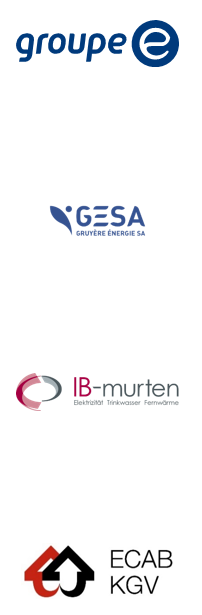 groupe e
GESA
GRUYÈRE ÉNERGIE SA
IB-murten
Elektrizität Trinkwasser Fernwärme
ECAB
KGV